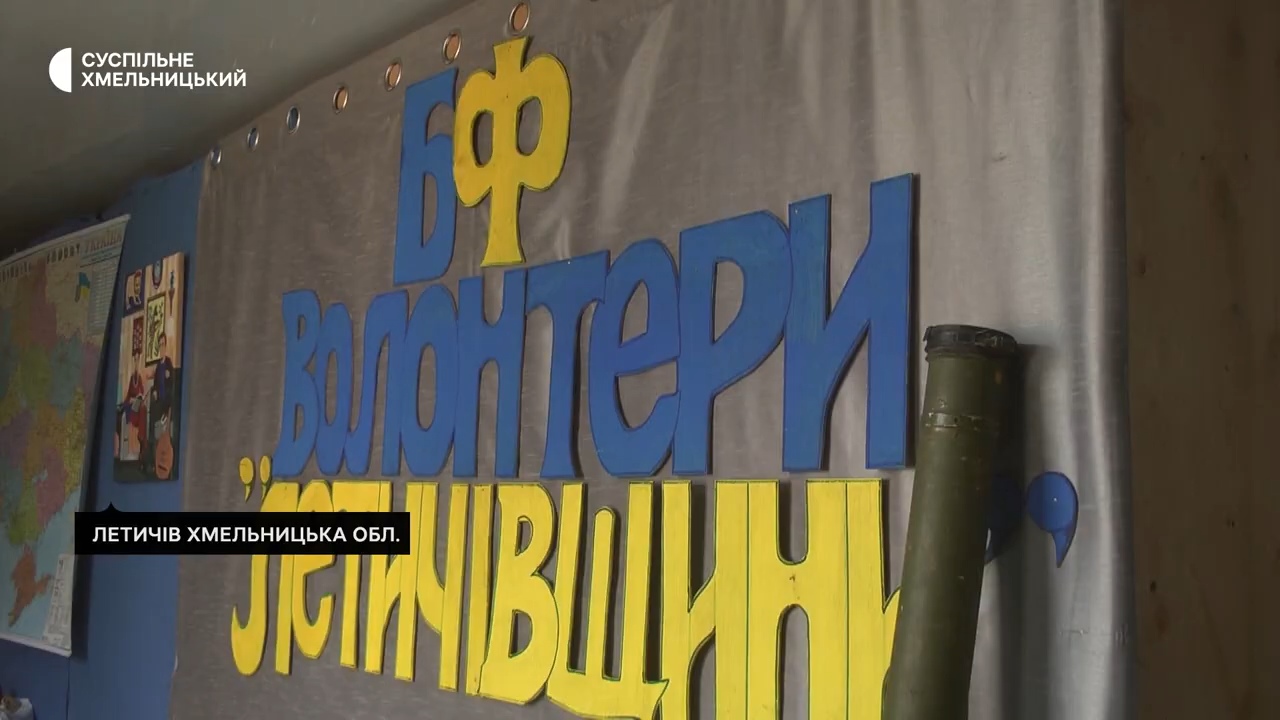 СУСПІЛЬНЕ
ХМЕЛЬНИЦЬКИЙ
БФ
ВОЛОНТЕРИ
"ЛЕТИЧІВЩИНИ"
ЛЕТИЧІВ ХМЕЛЬНИЦЬКА ОБЛ.